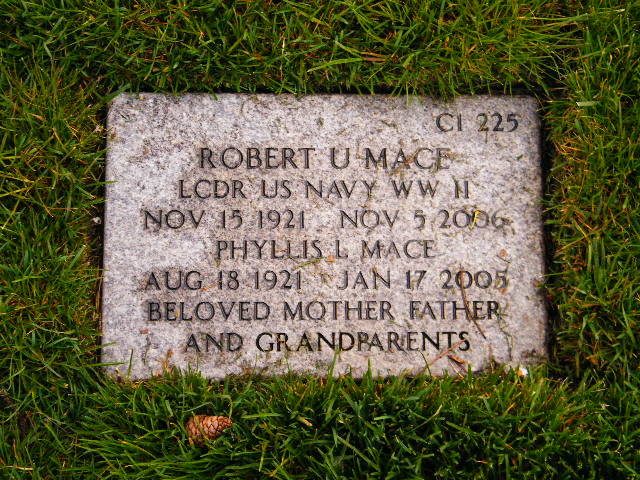 C1 225
ROBERT U MACE
LCDR US NAVY WW II
NOV 15 1921 NOV 5 2006
PHYLLIS L MACE
AUG 18 1921 JAN 17 2005
BELOVED MOTHER FATHER
AND GRANDPARENTS